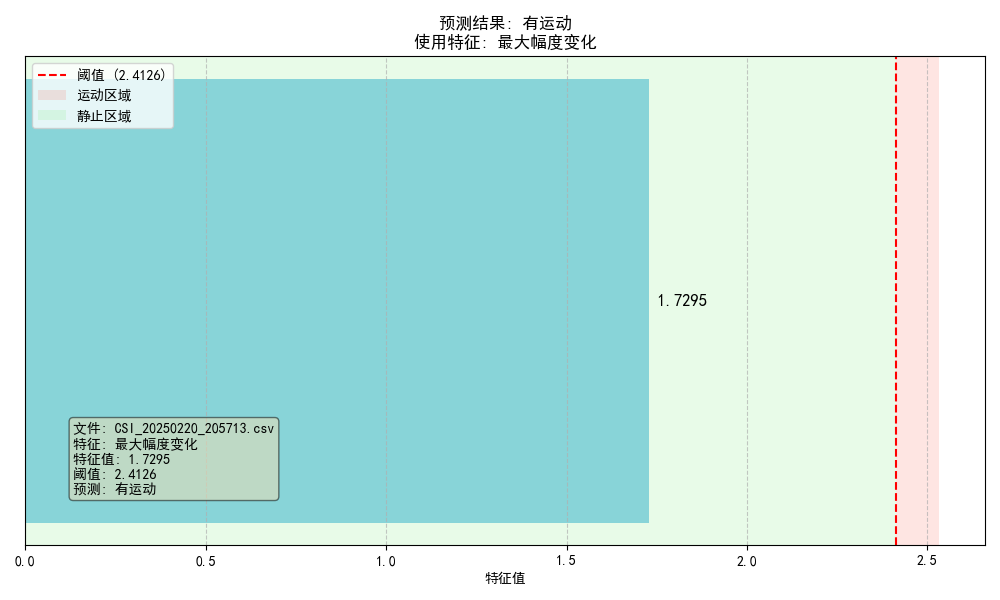 预测结果: 有运动
使用特征: 最大幅度变化
阈值 (2.4126)
运动区域
静止区域
1.7295
文件: CSI_20250220_205713.csv
特征: 最大幅度变化
特征值: 1.7295
阈值: 2.4126
预测: 有运动
0.0 0.5 1.0 1.5 2.0 2.5
特征值